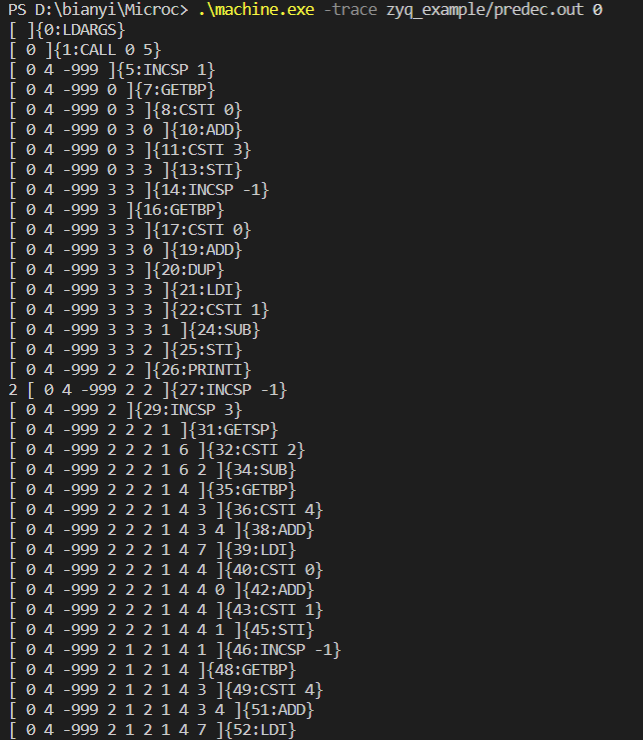 PS D:\bianyi\Microc> .\machine.exe -trace zyq_example/predec.out 0
[ ]{0:LDARGS}
[ 0 ]{1:CALL 0 5}
[ 0 4 -999 ]{5:INCSP 1}
[ 0 4 -999 0 ]{7:GETBP}
[ 0 4 -999 0 3 ]{8:CSTI 0}
[ 0 4 -999 0 3 0 ]{10:ADD}
[ 0 4 -999 0 3 ]{11:CSTI 3}
[ 0 4 -999 0 3 3 ]{13:STI}
[ 0 4 -999 3 3 ]{14:INCSP -1}
[ 0 4 -999 3 ]{16:GETBP}
[ 0 4 -999 3 3 ]{17:CSTI 0}
[ 0 4 -999 3 3 0 ]{19:ADD}
[ 0 4 -999 3 3 ]{20:DUP}
[ 0 4 -999 3 3 3 ]{21:LDI}
[ 0 4 -999 3 3 3 ]{22:CSTI 1}
[ 0 4 -999 3 3 3 1 ]{24:SUB}
[ 0 4 -999 3 3 2 ]{25:STI}
[ 0 4 -999 2 2 ]{26:PRINTI}
2 [ 0 4 -999 2 2 ]{27:INCSP -1}
[ 0 4 -999 2 ]{29:INCSP 3}
[ 0 4 -999 2 2 2 1 ]{31:GETSP}
[ 0 4 -999 2 2 2 1 6 ]{32:CSTI 2}
[ 0 4 -999 2 2 2 1 6 2 ]{34:SUB}
[ 0 4 -999 2 2 2 1 4 ]{35:GETBP}
[ 0 4 -999 2 2 2 1 4 3 ]{36:CSTI 4}
[ 0 4 -999 2 2 2 1 4 3 4 ]{38:ADD}
[ 0 4 -999 2 2 2 1 4 7 ]{39:LDI}
[ 0 4 -999 2 2 2 1 4 4 ]{40:CSTI 0}
[ 0 4 -999 2 2 2 1 4 4 0 ]{42:ADD}
[ 0 4 -999 2 2 2 1 4 4 ]{43:CSTI 1}
[ 0 4 -999 2 2 2 1 4 4 1 ]{45:STI}
[ 0 4 -999 2 1 2 1 4 1 ]{46:INCSP -1}
[ 0 4 -999 2 1 2 1 4 ]{48:GETBP}
[ 0 4 -999 2 1 2 1 4 3 ]{49:CSTI 4}
[ 0 4 -999 2 1 2 1 4 3 4 ]{51:ADD}
[ 0 4 -999 2 1 2 1 4 7 ]{52:LDI}